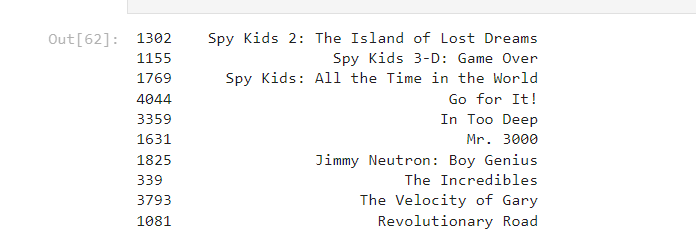 Out[62]: 1302 Spy Kids 2: The Island of Lost Dreams
1155 Spy Kids 3-D: Game Over
1769 Spy Kids: All the Time in the World
4044 Go for It!
3359 In Too Deep
1631 Mr. 3000
1825 Jimmy Neutron: Boy Genius
339 The Incredibles
3793 The Velocity of Gary
1081 Revolutionary Road